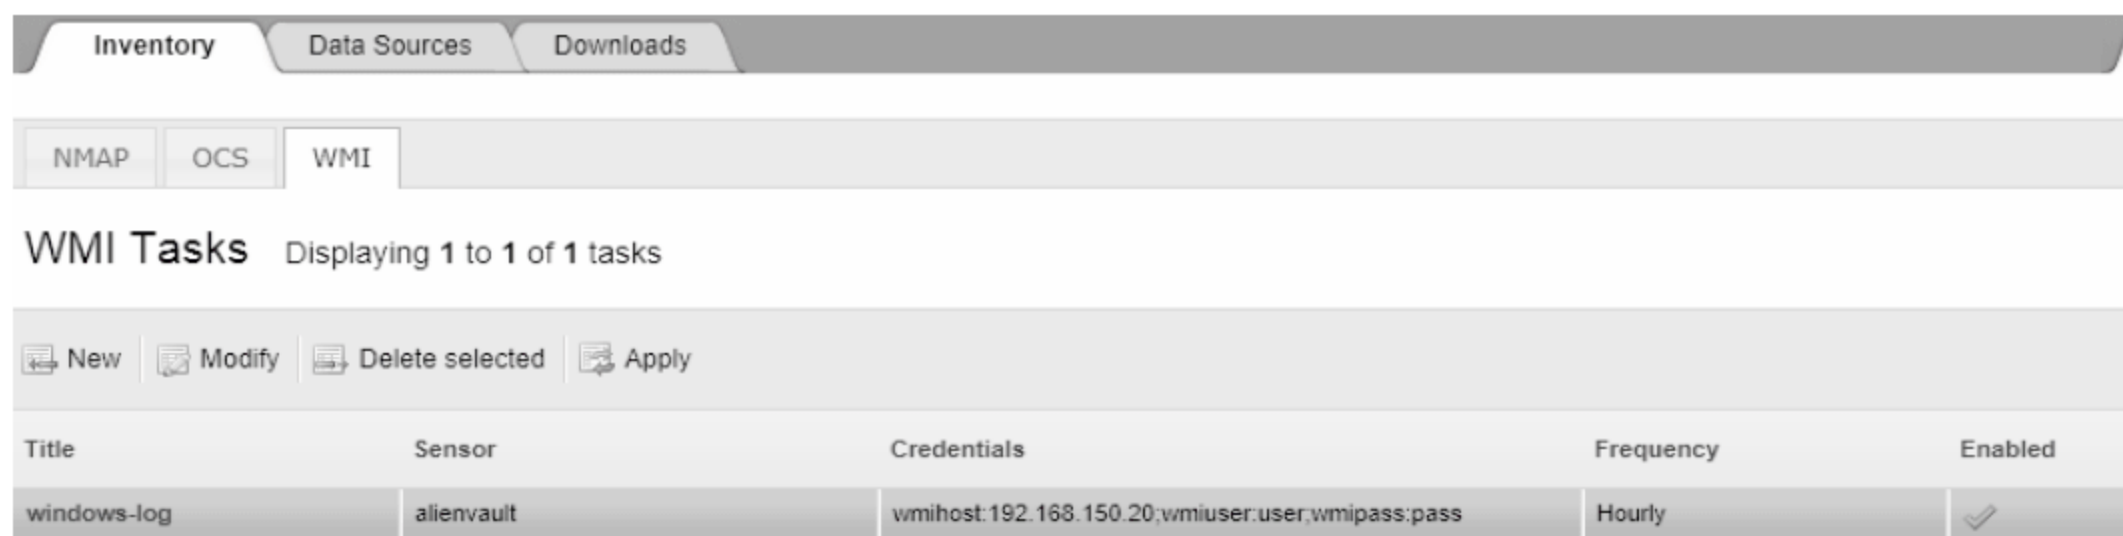 Inventory Data Sources Downloads
NMAP OCS WMI
WMI Tasks Displaying 1 to 1 of 1 tasks
New Modify Delete selected Apply
Title Sensor Credentials Frequency Enabled
windows-log alienvault wmihost:192.168.150.20;wmiuser:user;wmipass:pass Hourly